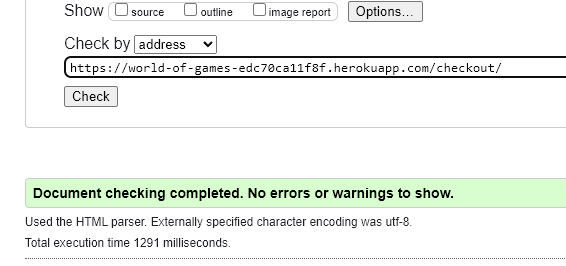 Show source outline image report Options...
Check by address
https://world-of-games-edc70ca11f8f.herokuapp.com/checkout/
Check
Document checking completed. No errors or warnings to show.
Used the HTML parser. Externally specified character encoding was utf-8.
Total execution time 1291 milliseconds.